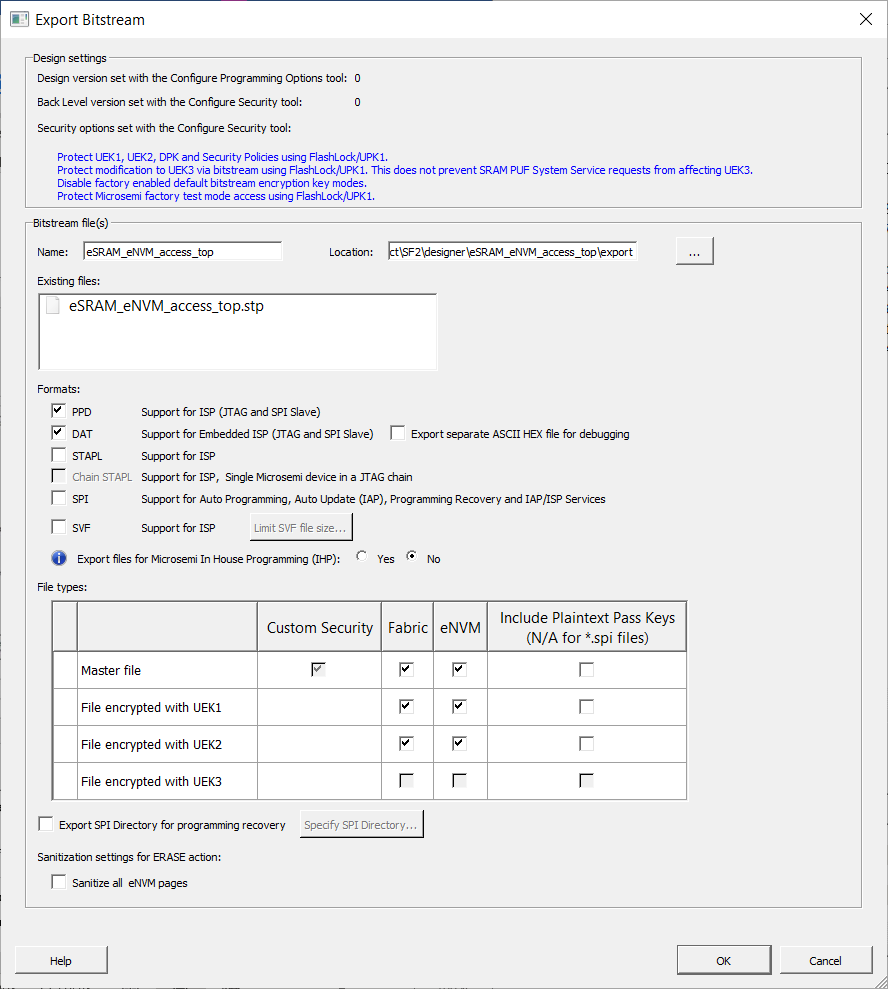 Export Bitstream
Design settings
Design version set with the Configure Programming Options tool: 0
Back Level version set with the Configure Security tool: 0
Security options set with the Configure Security tool:
Protect UEK1, UEK2, DPK and Security Policies using FlashLock/UPK1.
Protect modification to UEK3 via bitstream using FlashLock/UPK1. This does not prevent SRAM PUF System Service requests from affecting UEK3.
Disable factory enabled default bitstream encryption key modes.
Protect Microsemi factory test mode access using FlashLock/UPK1.
Bitstream file(s)
Name: eSRAM_eNVM_access_top Location: ct\SF2\designer\eSRAM_eNVM_access_top\export ...
Existing files:
eSRAM_eNVM_access_top.stp
Formats:
PPD Support for ISP (JTAG and SPI Slave)
DAT Support for Embedded ISP (JTAG and SPI Slave) Export separate ASCII HEX file for debugging
STAPL Support for ISP
Chain STAPL Support for ISP, Single Microsemi device in a JTAG chain
SPI Support for Auto Programming, Auto Update (IAP), Programming Recovery and IAP/ISP Services
SVF Support for ISP Limit SVF file size...
Export files for Microsemi In House Programming (IHP): Yes No
File types:
Custom Security Fabric eNVM Include Plaintext Pass Keys
(N/A for *.spi files)
Master file
File encrypted with UEK1
File encrypted with UEK2
File encrypted with UEK3
Export SPI Directory for programming recovery Specify SPI Directory...
Sanitization settings for ERASE action:
Sanitize all eNVM pages
Help OK Cancel